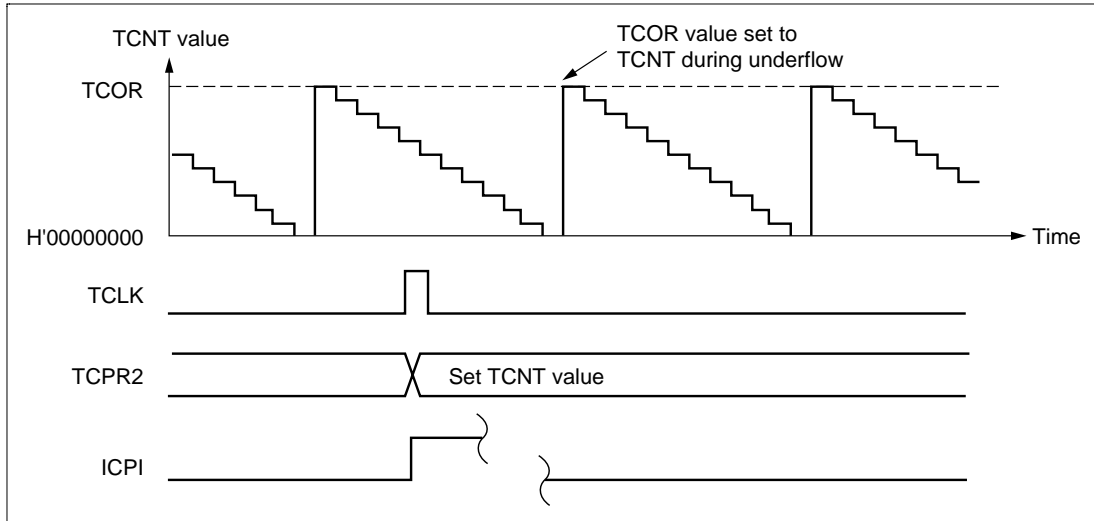 TCNT value
TCOR value set to
TCNT during underflow
TCOR
H'00000000
Time
TCLK
TCPR2
Set TCNT value
ICPI